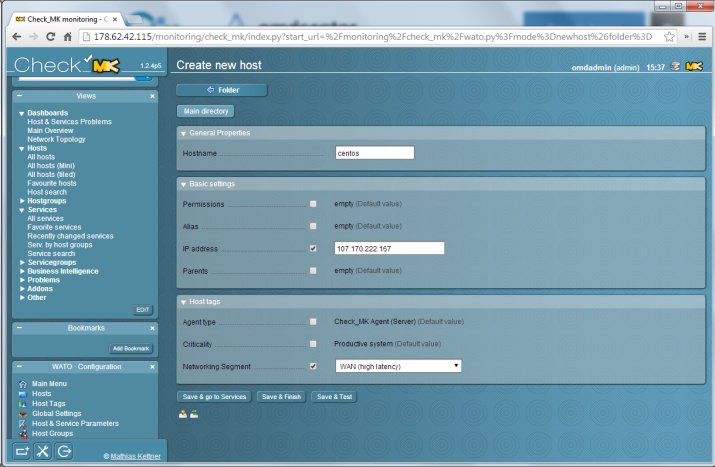 Check_MK monitoring - C
178.62.42.115/monitoring/check_mk/index.py?start_url=%2Fmonitoring%2Fcheck_mk%2Fwato.py%3Fmode%3Dnewhost%26folder%3D
Check MK 1.2.4p5
Create new host
omdadmin (admin) 15:37
Views
Dashboards
Host & Services Problems
Main Overview
Network Topology
Hosts
All hosts
All hosts (Mini)
All hosts (tiled)
Favourite hosts
Host search
Hostgroups
Services
All services
Favorite services
Recently changed services
Serv. by host groups
Service search
Servicegroups
Business Intelligence
Problems
Addons
Other
EDIT
Bookmarks
Add Bookmark
WATO · Configuration
Main Menu
Hosts
Host Tags
Global Settings
Host & Service Parameters
Host Groups
© Mathias Kettner
Folder
Main directory
General Properties
Hostname centos
Basic settings
Permissions empty (Default value)
Alias empty (Default value)
IP address 107.170.222.167
Parents empty (Default value)
Host tags
Agent type Check_MK Agent (Server) (Default value)
Criticality Productive system (Default value)
Networking Segment WAN (high latency)
Save & go to Services Save & Finish Save & Test